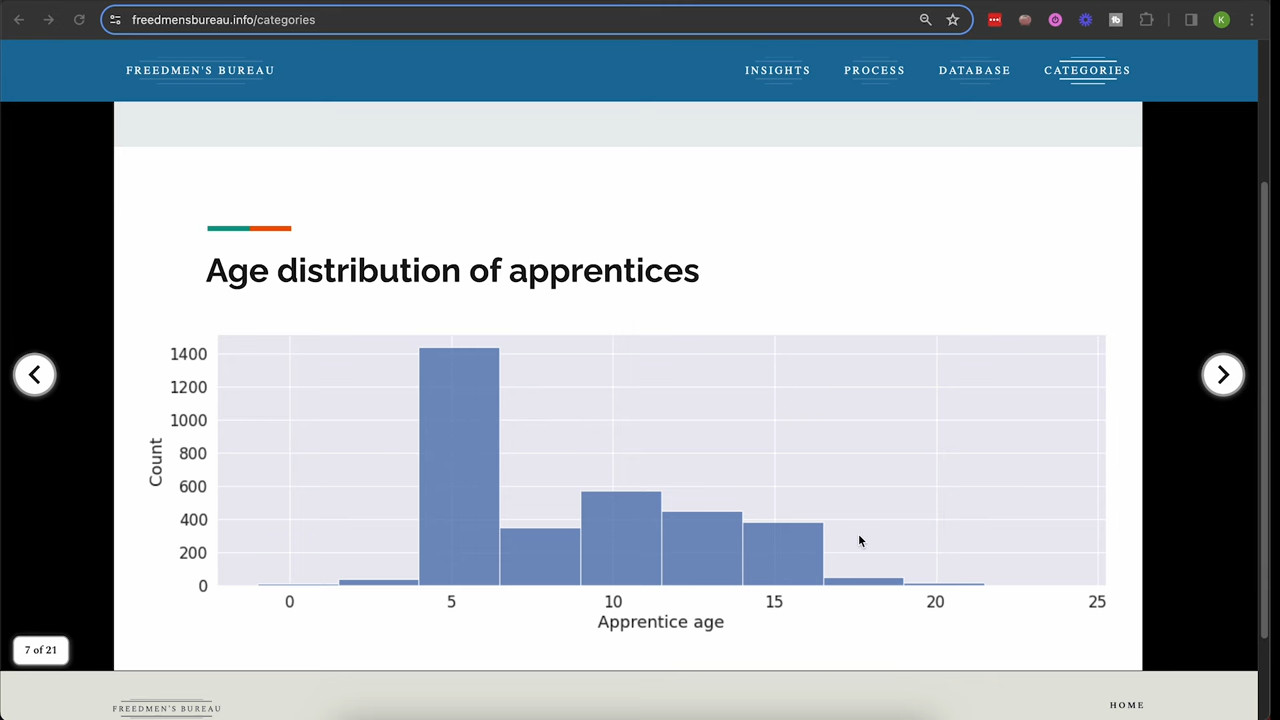 freedmensbureau.info/categories
K
FREEDMEN'S BUREAU
INSIGHTS
PROCESS
DATABASE
CATEGORIES
Age distribution of apprentices
1400
1200
1000
800
600
400
200
0
Count
0 5 10 15 20 25
Apprentice age
7 of 21
FREEDMEN'S BUREAU
HOME